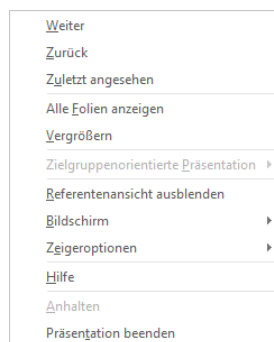 Weiter
Zurück
Zuletzt angesehen
Alle Folien anzeigen
Vergrößern
Zielgruppenorientierte Präsentation
Referentenansicht ausblenden
Bildschirm
Zeigeroptionen
Hilfe
Anhalten
Präsentation beenden